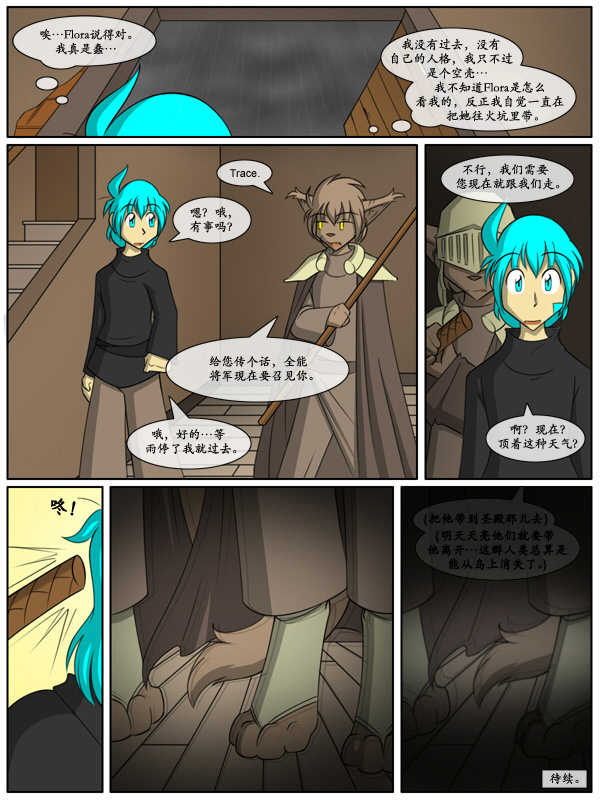 唉…Flora说得对。
我真是蠢…
我没有过去，没有
自己的人格，我只不过
是个空壳…
我不知道Flora是怎么
看我的，反正我自觉一直在
把她往火坑里带。
Trace.
嗯？哦，
有事吗？
给您传个话，全能
将军现在要召见你。
哦，好的…等
雨停了我就过去。
不行，我们需要
您现在就跟我们走。
啊？现在？
顶着这种天气？
咚！
{把他带到圣殿那儿去}
{明天天亮他们就要带
他离开…这群人类总算是
能从岛上消失了。}
待续。